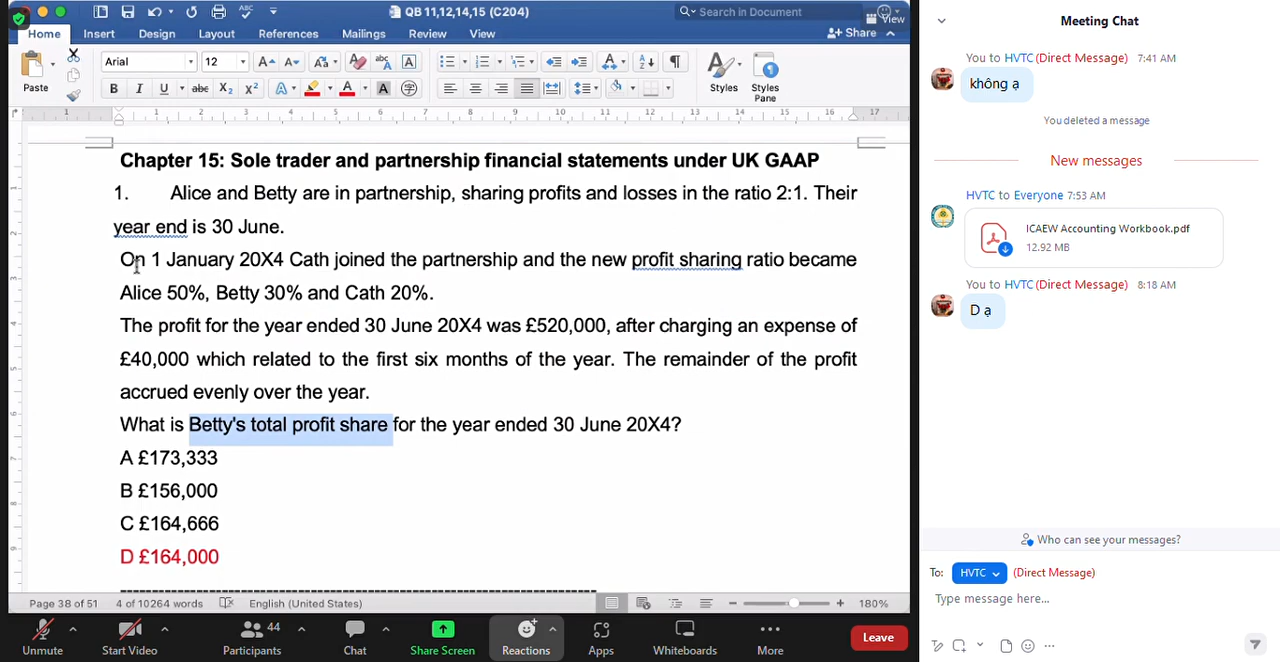 QB 11,12,14,15 (C204)
Search in Document
View
Home
Insert
Design
Layout
References
Mailings
Review
View
Share
Paste
Arial
12
Styles
Styles
Pane
Chapter 15: Sole trader and partnership financial statements under UK GAAP
1. Alice and Betty are in partnership, sharing profits and losses in the ratio 2:1. Their
year end is 30 June.
On 1 January 20X4 Cath joined the partnership and the new profit sharing ratio became
Alice 50%, Betty 30% and Cath 20%.
The profit for the year ended 30 June 20X4 was £520,000, after charging an expense of
£40,000 which related to the first six months of the year. The remainder of the profit
accrued evenly over the year.
What is Betty's total profit share for the year ended 30 June 20X4?
A £173,333
B £156,000
C £164,666
D £164,000
Page 38 of 51
4 of 10264 words
English (United States)
180%
Unmute
Start Video
44
Participants
Chat
Share Screen
Reactions
Apps
Whiteboards
More
Leave
Meeting Chat
You to HVTC(Direct Message) 7:41 AM
không ạ
You deleted a message
New messages
HVTC to Everyone 7:53 AM
ICAEW Accounting Workbook.pdf
12.92 MB
You to HVTC(Direct Message) 8:18 AM
D ạ
Who can see your messages?
To: HVTC (Direct Message)
Type message here...